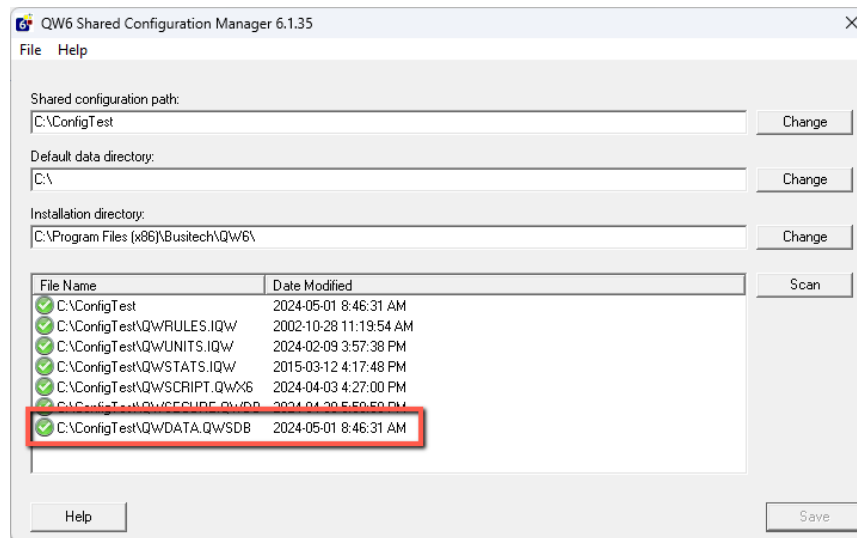 QW6 Shared Configuration Manager 6.1.35
File Help
Shared configuration path:
C:\ConfigTest Change
Default data directory:
C:\ Change
Installation directory:
C:\Program Files (x86)\Busitech\QW6\ Change
File Name Date Modified Scan
C:\ConfigTest 2024-05-01 8:46:31 AM
C:\ConfigTest\QWRULES.IQW 2002-10-28 11:19:54 AM
C:\ConfigTest\QWUNITS.IQW 2024-02-09 3:57:38 PM
C:\ConfigTest\QWSTATS.IQW 2015-03-12 4:17:48 PM
C:\ConfigTest\QWSCRIPT.QWX6 2024-04-03 4:27:00 PM
C:\ConfigTest\QWSECURE.QWDB
C:\ConfigTest\QWDATA.QWSDB 2024-05-01 8:46:31 AM
Help Save